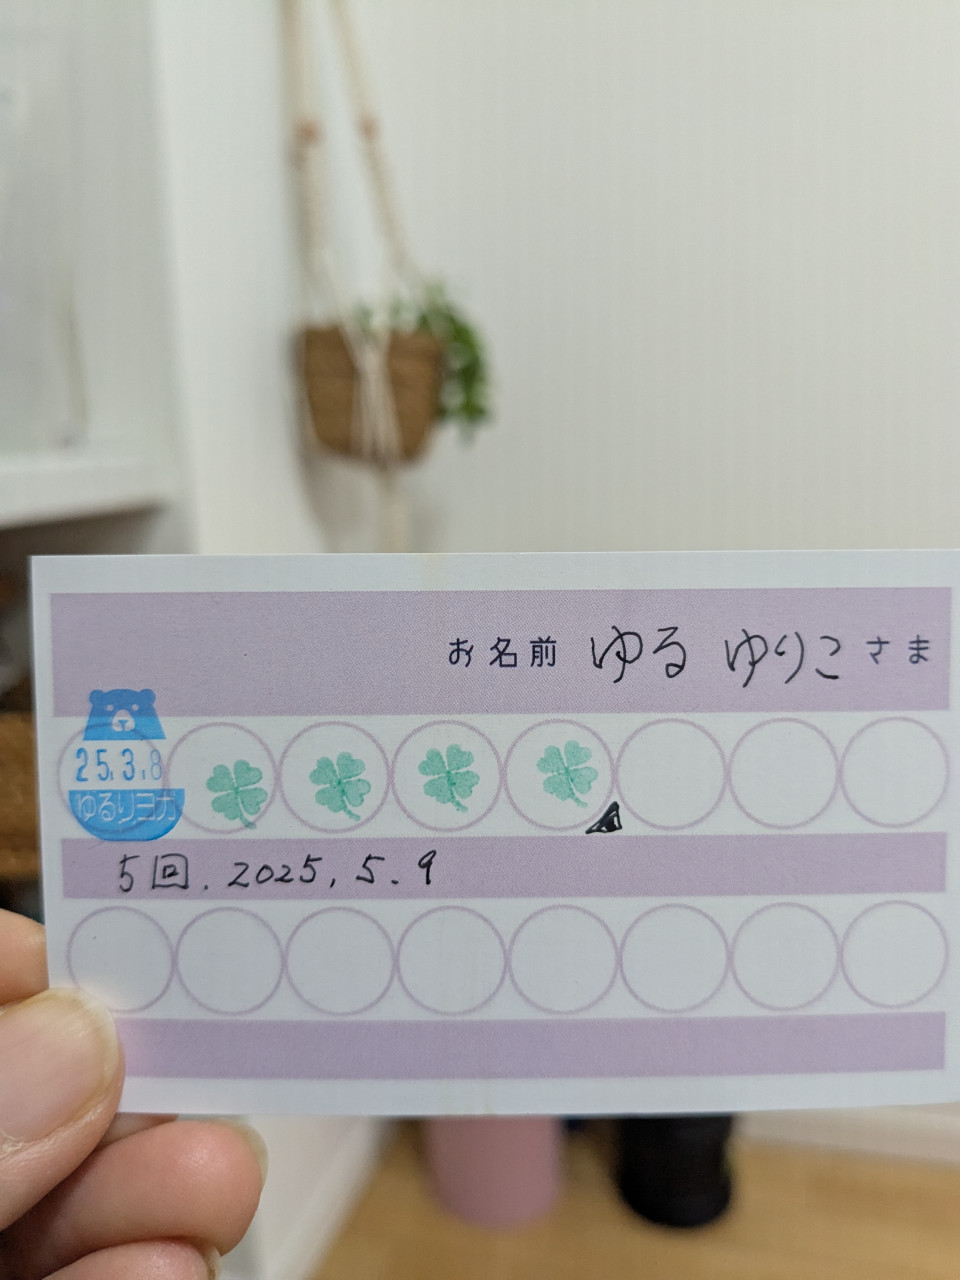 お名前 ゆる ゆりこ さま
25.3.8
ゆるりヨガ
5回. 2025. 5. 9